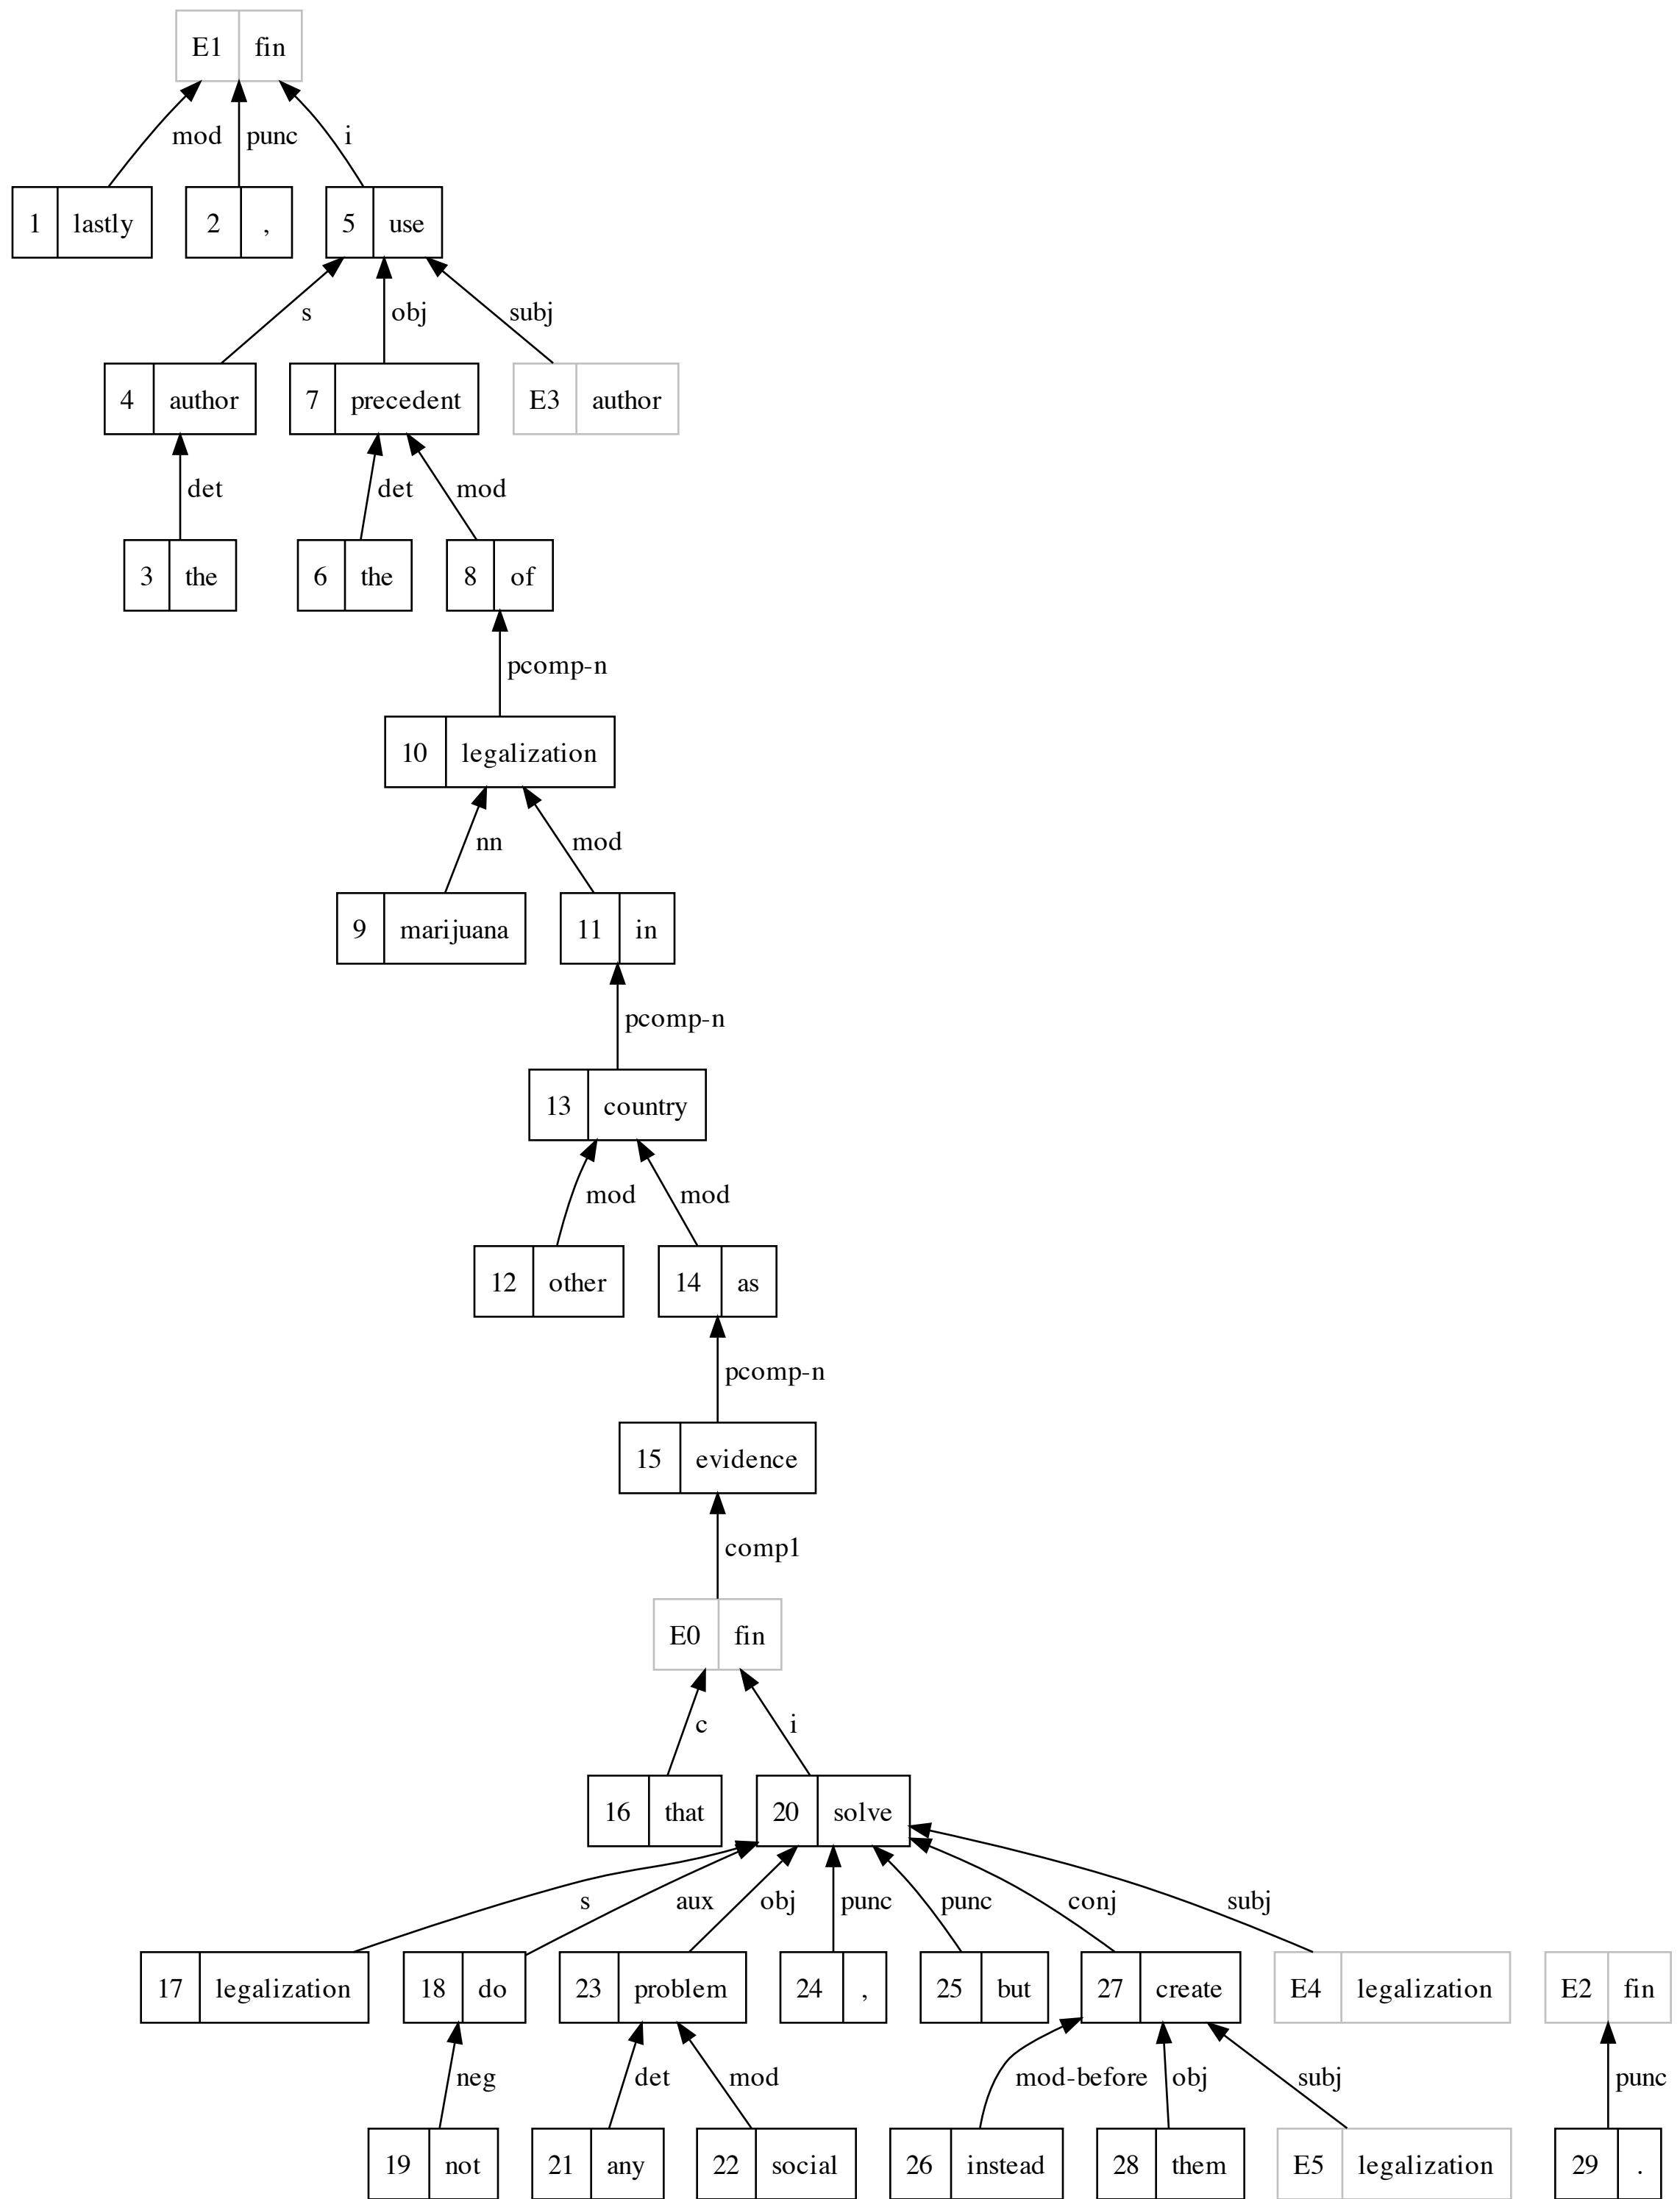 E1 fin
mod punc i
1 lastly 2 , 5 use
s obj subj
4 author 7 precedent E3 author
det det mod
3 the 6 the 8 of
pcomp-n
10 legalization
nn mod
9 marijuana 11 in
pcomp-n
13 country
mod mod
12 other 14 as
pcomp-n
15 evidence
comp1
E0 fin
c i
16 that 20 solve
s aux obj punc punc conj subj
17 legalization 18 do 23 problem 24 , 25 but 27 create E4 legalization E2 fin
neg det mod mod-before obj subj punc
19 not 21 any 22 social 26 instead 28 them E5 legalization 29 .